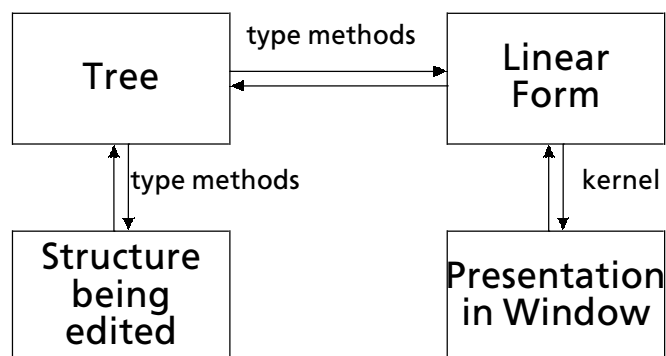 type methods
Tree
Linear
Form
type methods
kernel
Structure
being
edited
Presentation
in Window